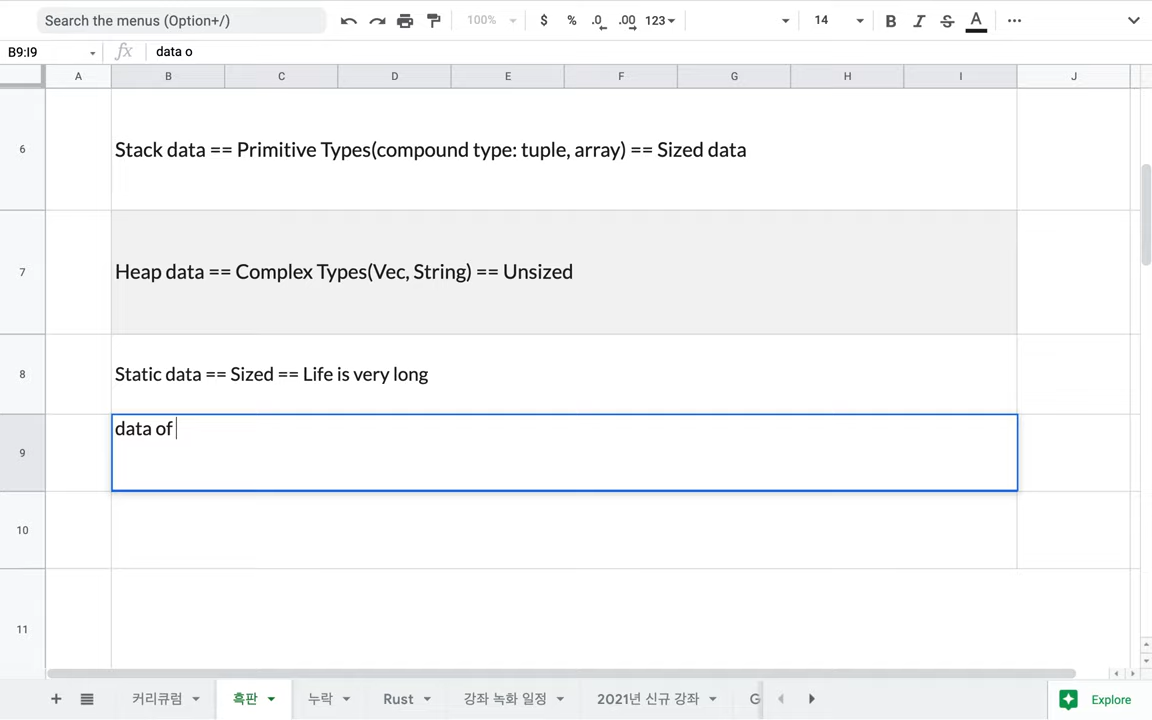 Search the menus (Option+/)
100%
$ % .0 .00 123
14 B I S A
B9:I9 fx data o
A B C D E F G H I J
6 Stack data == Primitive Types(compound type: tuple, array) == Sized data
7 Heap data == Complex Types(Vec, String) == Unsized
8 Static data == Sized == Life is very long
9 data of
10
11
커리큘럼 흑판 누락 Rust 강좌 녹화 일정 2021년 신규 강좌 G Explore